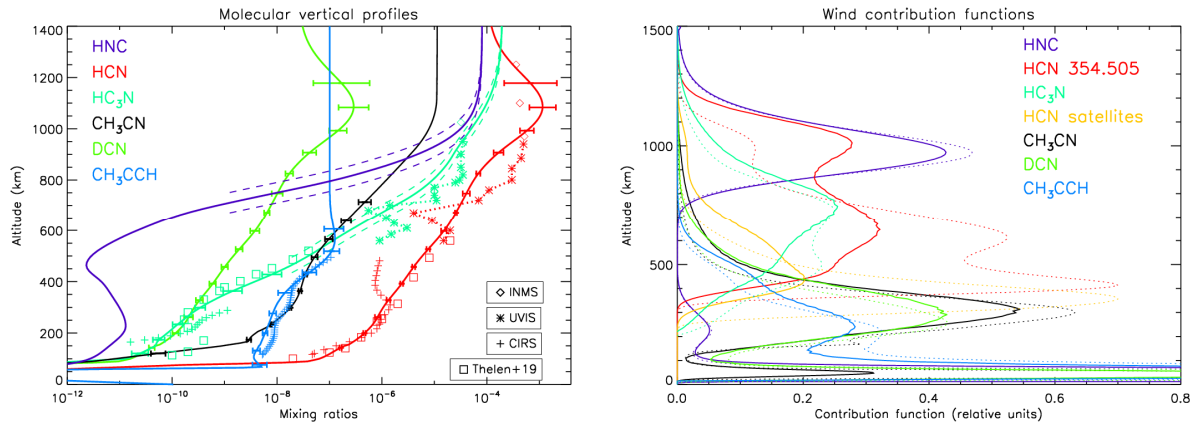 Molecular vertical profiles
1400
1200
1000
800
600
400
200
0
Altitude (km)
HNC
HCN
HC₃N
CH₃CN
DCN
CH₃CCH
INMS
UVIS
CIRS
Thelen+19
10⁻¹² 10⁻¹⁰ 10⁻⁸ 10⁻⁶ 10⁻⁴
Mixing ratios
Wind contribution functions
1500
1000
500
0
Altitude (km)
HNC
HCN 354.505
HC₃N
HCN satellites
CH₃CN
DCN
CH₃CCH
0.0 0.2 0.4 0.6 0.8
Contribution function (relative units)